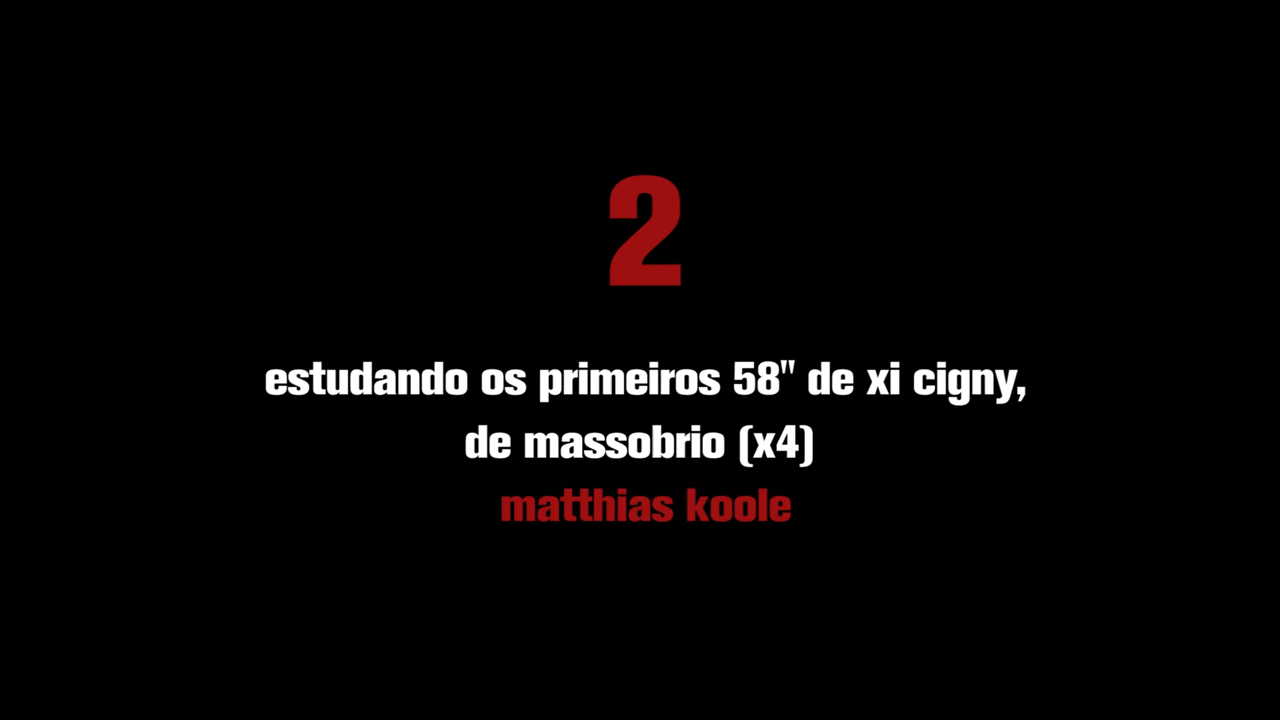 2
estudando os primeiros 58" de xi cigny,
de massobrio (x4)
matthias koole